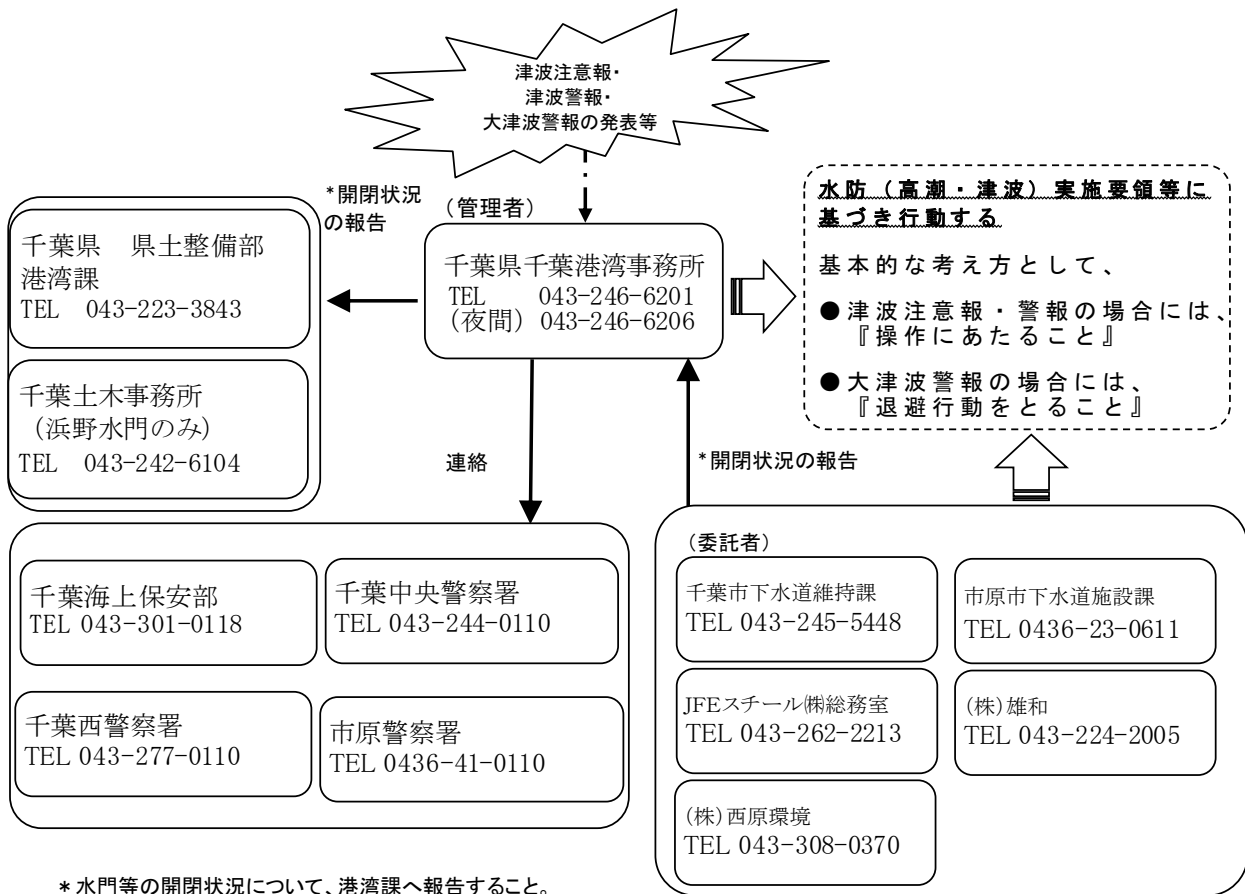 津波注意報・
津波警報・
大津波警報の発表等
*開閉状況
の報告
（管理者）
千葉県千葉港湾事務所
TEL 043-246-6201
（夜間） 043-246-6206
千葉県 県土整備部
港湾課
TEL 043-223-3843
千葉土木事務所
（浜野水門のみ）
TEL 043-242-6104
水防（高潮・津波）実施要領等に
基づき行動する
基本的な考え方として、
●津波注意報・警報の場合には、
『操作にあたること』
●大津波警報の場合には、
『退避行動をとること』
連絡
*開閉状況の報告
千葉海上保安部
TEL 043-301-0118
千葉中央警察署
TEL 043-244-0110
千葉西警察署
TEL 043-277-0110
市原警察署
TEL 0436-41-0110
（委託者）
千葉市下水道維持課
TEL 043-245-5448
市原市下水道施設課
TEL 0436-23-0611
JFEスチール㈱総務室
TEL 043-262-2213
（株）雄和
TEL 043-224-2005
（株）西原環境
TEL 043-308-0370
＊水門等の開閉状況について、港湾課へ報告すること。